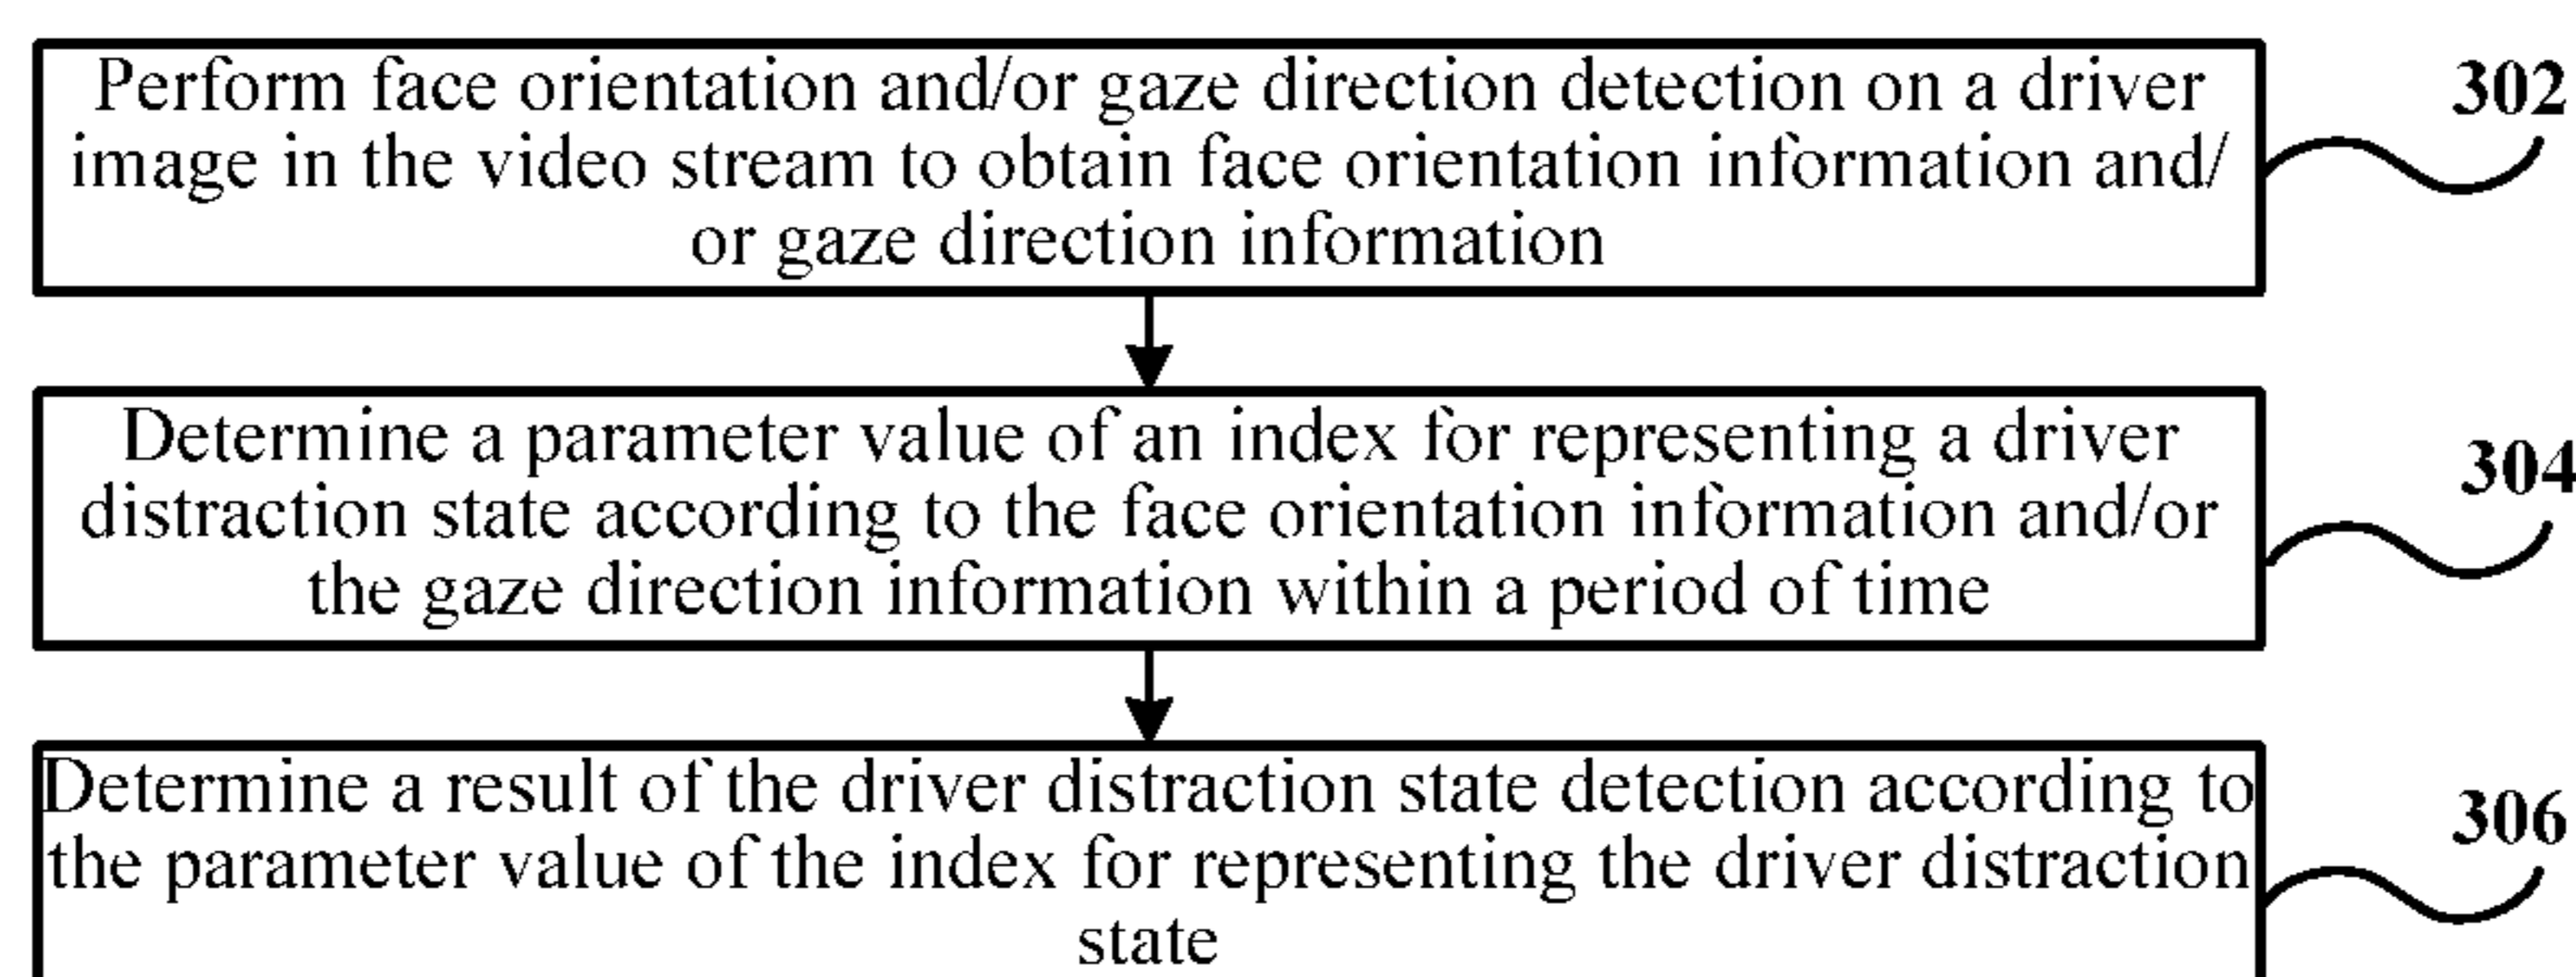 Perform face orientation and/or gaze direction detection on a driver
302
image in the video stream to obtain face orientation information and/
or gaze direction information
Determine a parameter value of an index for representing a driver
304
distraction state according to the face orientation information and/or
the gaze direction information within a period of time
Determine a result of the driver distraction state detection according to
306
the parameter value of the index for representing the driver distraction
state